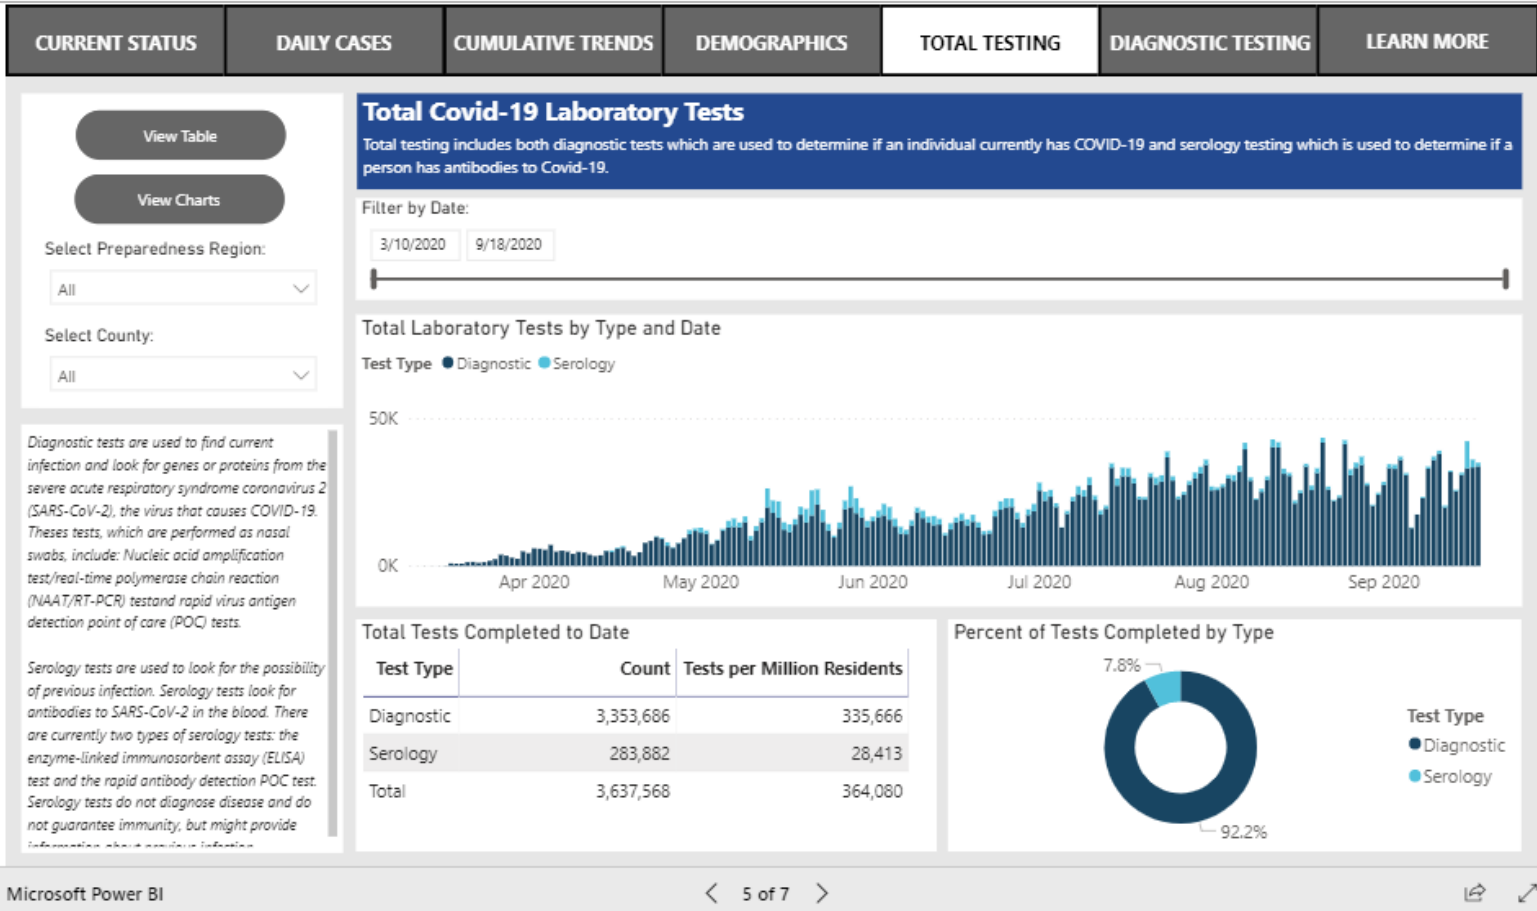 CURRENT STATUS
DAILY CASES
CUMULATIVE TRENDS
DEMOGRAPHICS
TOTAL TESTING
DIAGNOSTIC TESTING
LEARN MORE
View Table
View Charts
Select Preparedness Region:
All
Select County:
All
Diagnostic tests are used to find current
infection and look for genes or proteins from the
severe acute respiratory syndrome coronavirus 2
(SARS-CoV-2), the virus that causes COVID-19.
Theses tests, which are performed as nasal
swabs, include: Nucleic acid amplification
test/real-time polymerase chain reaction
(NAAT/RT-PCR) testand rapid virus antigen
detection point of care (POC) tests.
Serology tests are used to look for the possibility
of previous infection. Serology tests look for
antibodies to SARS-CoV-2 in the blood. There
are currently two types of serology tests: the
enzyme-linked immunosorbent assay (ELISA)
test and the rapid antibody detection POC test.
Serology tests do not diagnose disease and do
not guarantee immunity, but might provide
information about previous infection.
Total Covid-19 Laboratory Tests
Total testing includes both diagnostic tests which are used to determine if an individual currently has COVID-19 and serology testing which is used to determine if a
person has antibodies to Covid-19.
Filter by Date:
3/10/2020 9/18/2020
Total Laboratory Tests by Type and Date
Test Type Diagnostic Serology
50K
0K
Apr 2020 May 2020 Jun 2020 Jul 2020 Aug 2020 Sep 2020
Total Tests Completed to Date
Test Type Count Tests per Million Residents
Diagnostic 3,353,686 335,666
Serology 283,882 28,413
Total 3,637,568 364,080
Percent of Tests Completed by Type
7.8%
92.2%
Test Type
Diagnostic
Serology
Microsoft Power BI
5 of 7